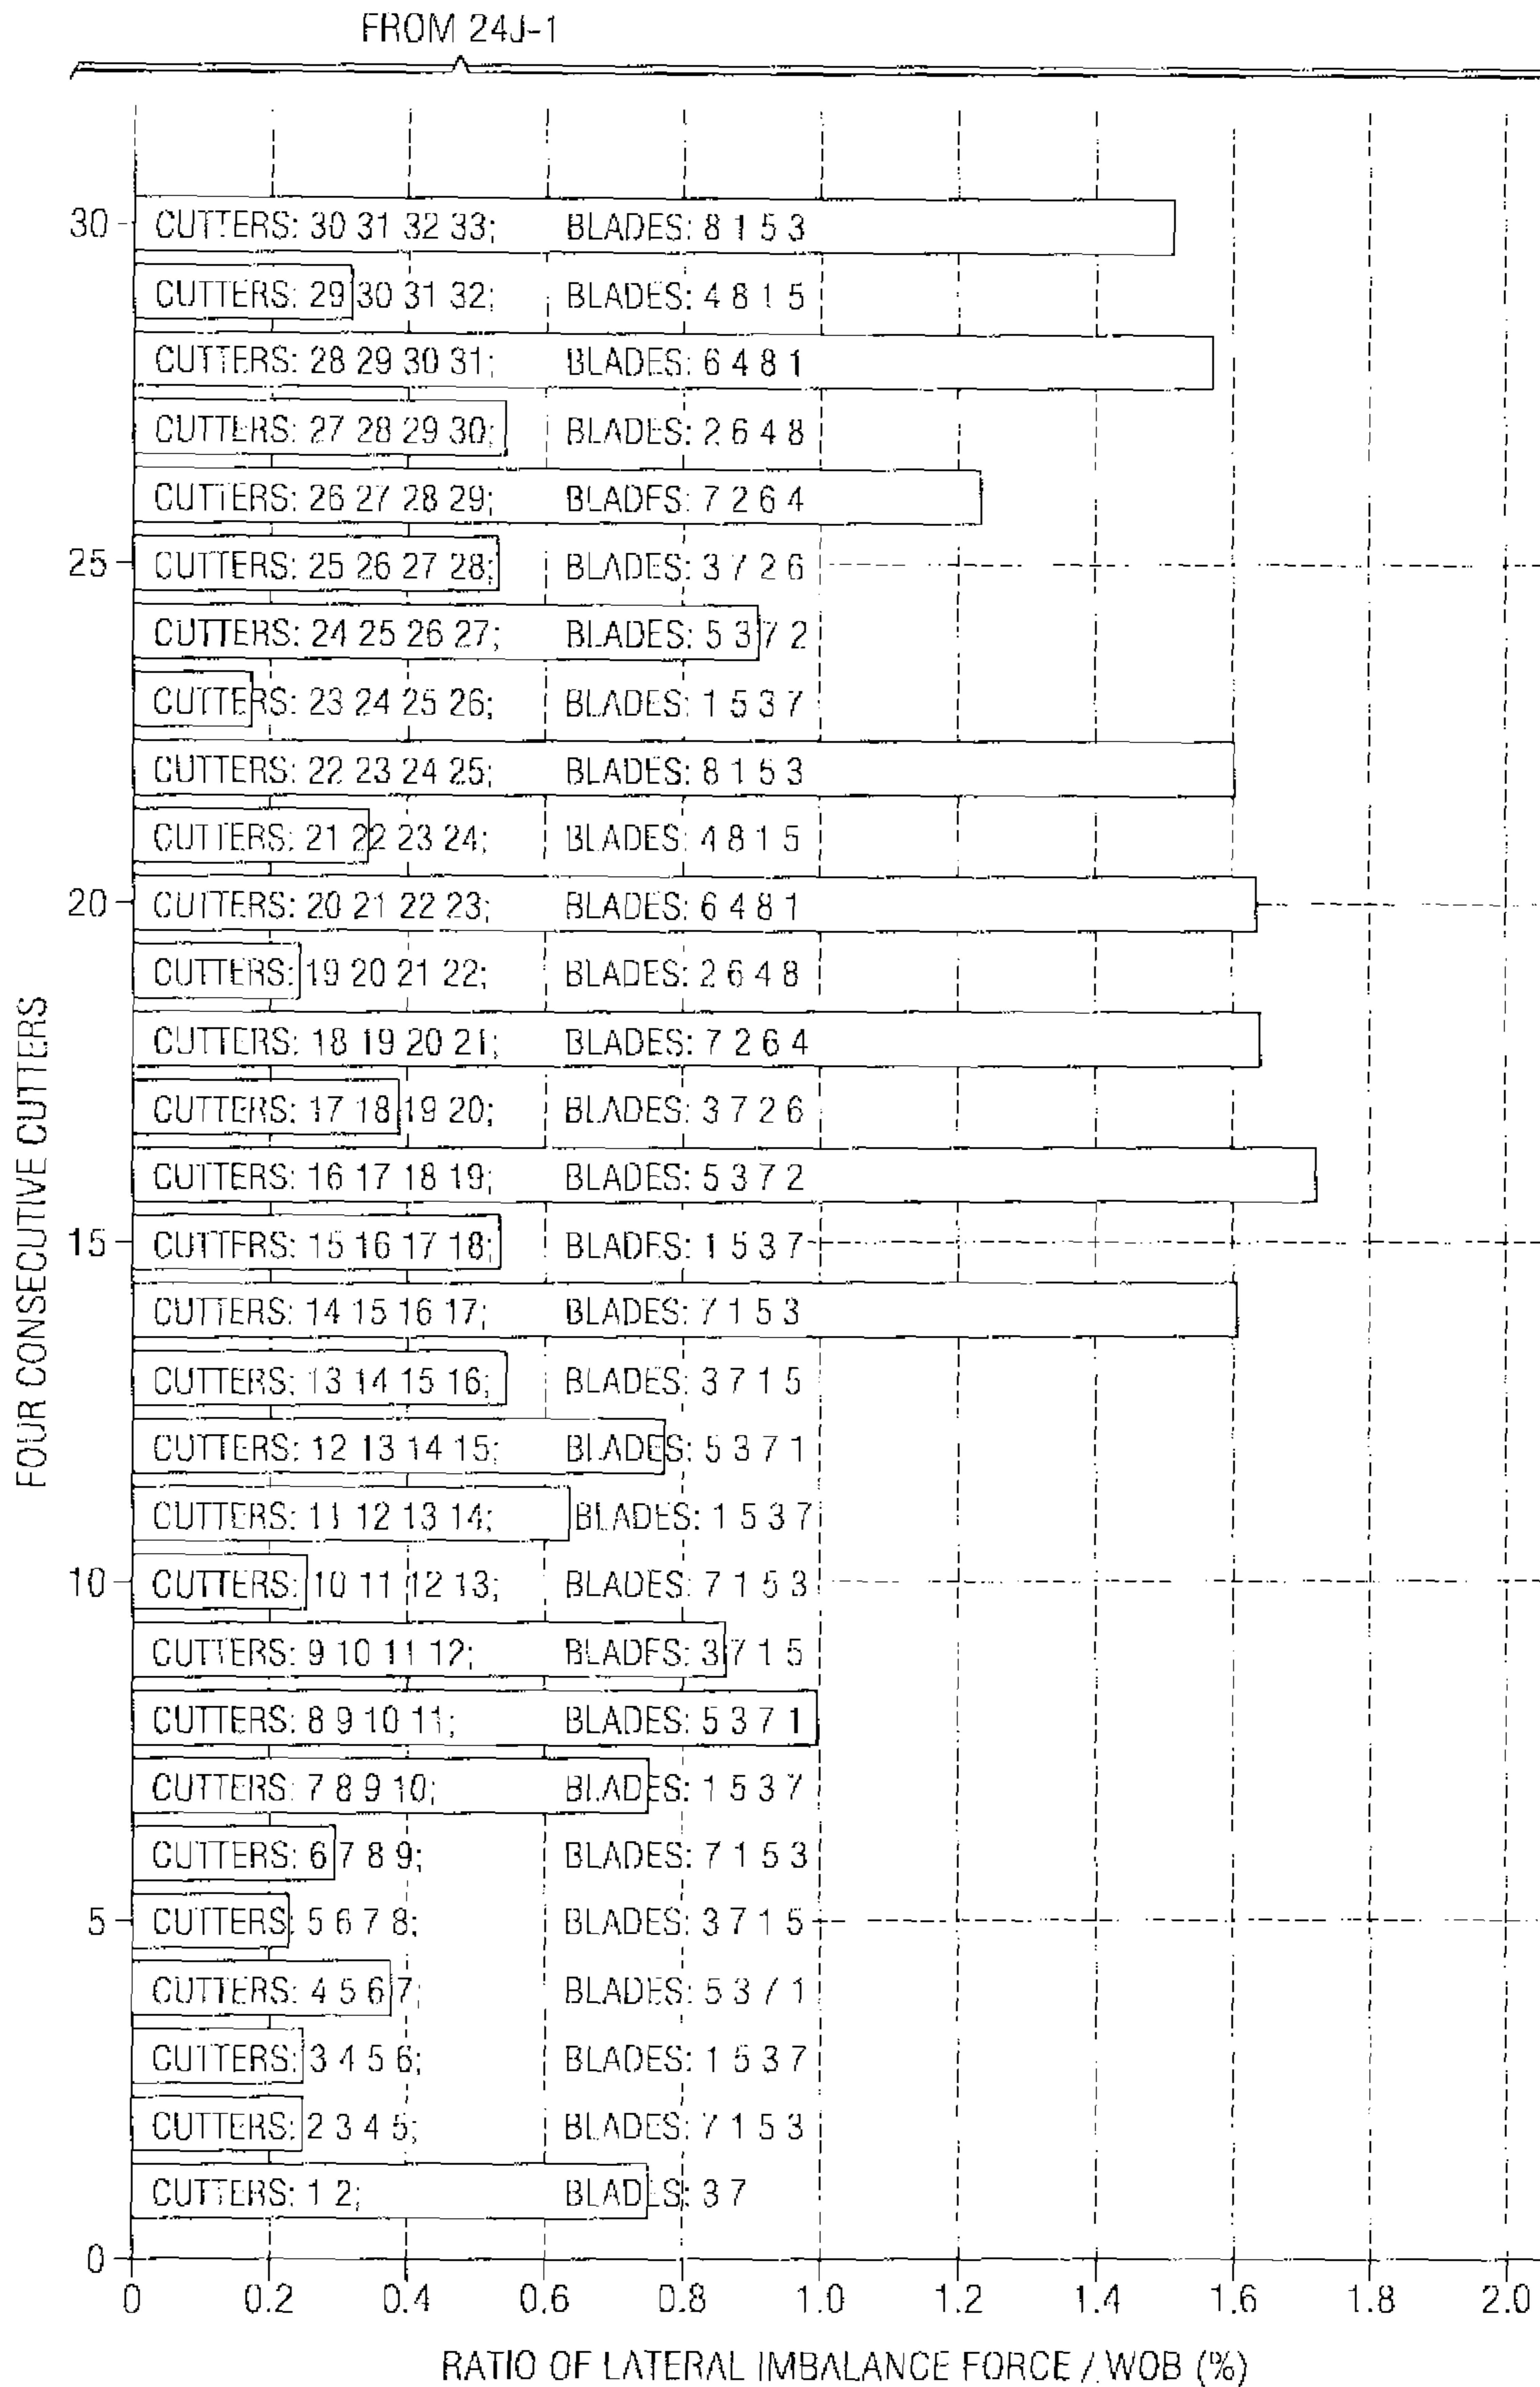 FROM 24J-1
30
CUTTERS: 30 31 32 33; BLADES: 8 1 5 3
CUTTERS: 29 30 31 32; BLADES: 4 8 1 5
CUTTERS: 28 29 30 31; BLADES: 6 4 8 1
CUTTERS: 27 28 29 30; BLADES: 2 6 4 8
CUTTERS: 26 27 28 29; BLADES: 7 2 6 4
25
CUTTERS: 25 26 27 28; BLADES: 3 7 2 6
CUTTERS: 24 25 26 27; BLADES: 5 3 7 2
CUTTERS: 23 24 25 26; BLADES: 1 5 3 7
CUTTERS: 22 23 24 25; BLADES: 8 1 5 3
CUTTERS: 21 22 23 24; BLADES: 4 8 1 5
20
CUTTERS: 20 21 22 23; BLADES: 6 4 8 1
CUTTERS: 19 20 21 22; BLADES: 2 6 4 8
CUTTERS: 18 19 20 21; BLADES: 7 2 6 4
CUTTERS: 17 18 19 20; BLADES: 3 7 2 6
CUTTERS: 16 17 18 19; BLADES: 5 3 7 2
15
CUTTERS: 15 16 17 18; BLADES: 1 5 3 7
CUTTERS: 14 15 16 17; BLADES: 7 1 5 3
CUTTERS: 13 14 15 16; BLADES: 3 7 1 5
CUTTERS: 12 13 14 15; BLADES: 5 3 7 1
CUTTERS: 11 12 13 14; BLADES: 1 5 3 7
10
CUTTERS: 10 11 12 13; BLADES: 7 1 5 3
CUTTERS: 9 10 11 12; BLADES: 3 7 1 5
CUTTERS: 8 9 10 11; BLADES: 5 3 7 1
CUTTERS: 7 8 9 10; BLADES: 1 5 3 7
CUTTERS: 6 7 8 9; BLADES: 7 1 5 3
5
CUTTERS: 5 6 7 8; BLADES: 3 7 1 5
CUTTERS: 4 5 6 7; BLADES: 5 3 7 1
CUTTERS: 3 4 5 6; BLADES: 1 5 3 7
CUTTERS: 2 3 4 5; BLADES: 7 1 5 3
CUTTERS: 1 2; BLADES: 3 7
0
FOUR CONSECUTIVE CUTTERS
0 0.2 0.4 0.6 0.8 1.0 1.2 1.4 1.6 1.8 2.0
RATIO OF LATERAL IMBALANCE FORCE / WOB (%)